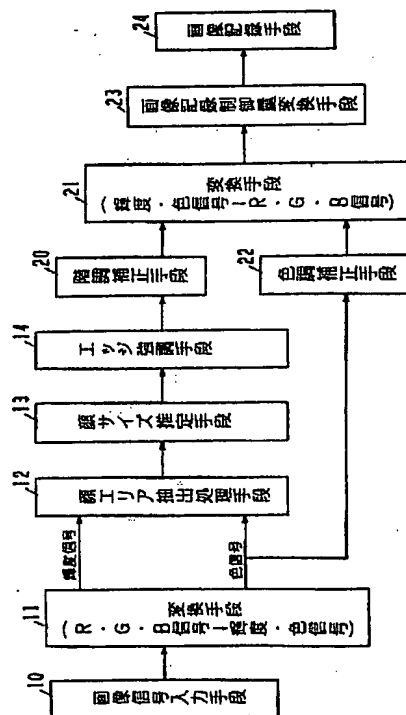 10
画像信号入力手段
11
変換手段
(R・G・B信号→輝度・色信号)
輝度信号
色信号
12
顔エリア抽出処理手段
13
顔サイズ推定手段
14
エッジ強調手段
20
階調補正手段
22
色調補正手段
21
変換手段
(輝度・色信号→R・G・B信号)
23
画像記録制御量変換手段
24
画像記録手段